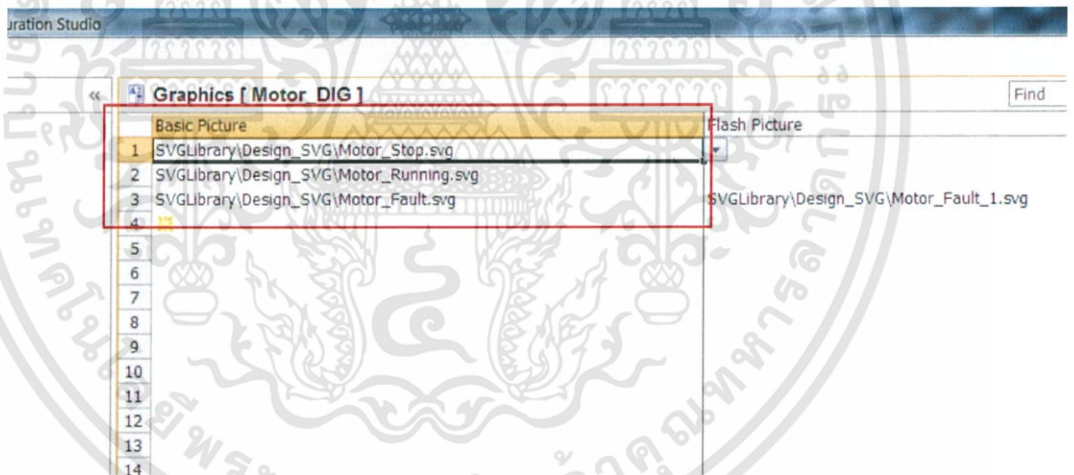 uration Studio
«
Graphics [ Motor_DIG ]
Find
Basic Picture
Flash Picture
1 SVGLibrary\Design_SVG\Motor_Stop.svg
2 SVGLibrary\Design_SVG\Motor_Running.svg
3 SVGLibrary\Design_SVG\Motor_Fault.svg SVGLibrary\Design_SVG\Motor_Fault_1.svg
4
5
6
7
8
9
10
11
12
13
14